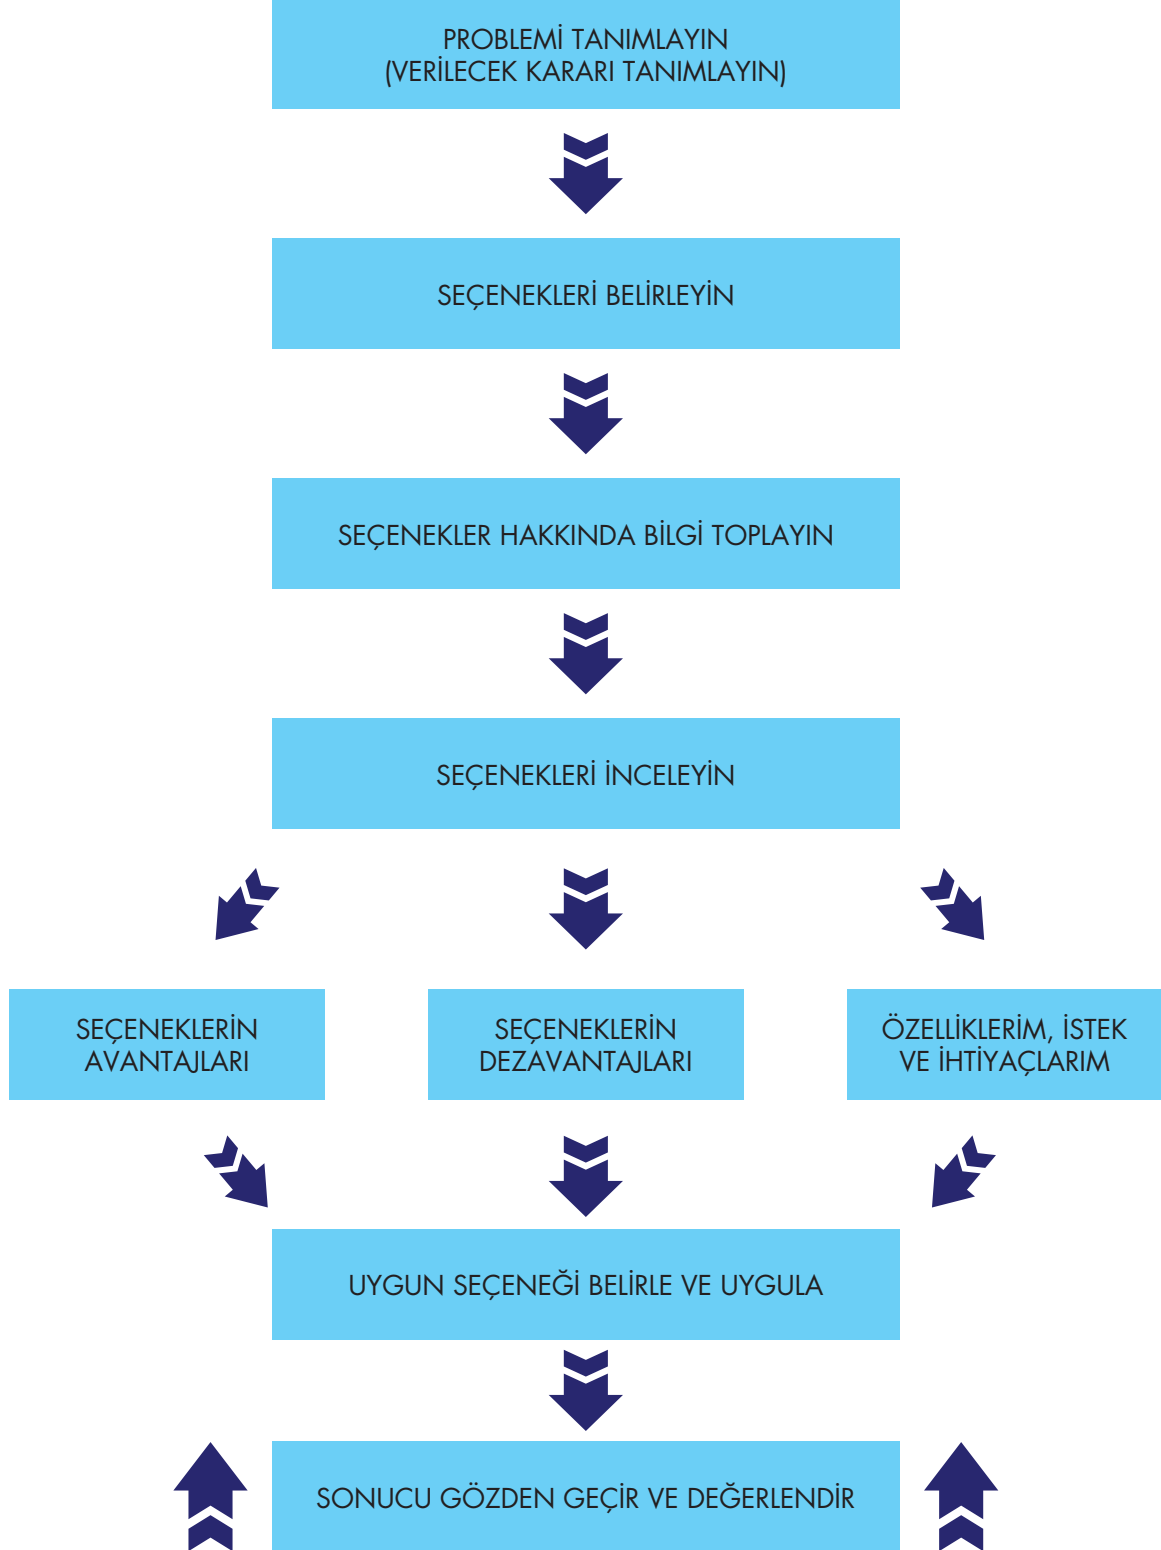 PROBLEMİ TANIMLAYIN
(VERİLECEK KARARI TANIMLAYIN)
SEÇENEKLERİ BELİRLEYİN
SEÇENEKLER HAKKINDA BİLGİ TOPLAYIN
SEÇENEKLERİ İNCELEYİN
SEÇENEKLERİN
AVANTAJLARI
SEÇENEKLERİN
DEZAVANTAJLARI
ÖZELLİKLERİM, İSTEK
VE İHTİYAÇLARIM
UYGUN SEÇENEĞİ BELİRLE VE UYGULA
SONUCU GÖZDEN GEÇİR VE DEĞERLENDİR